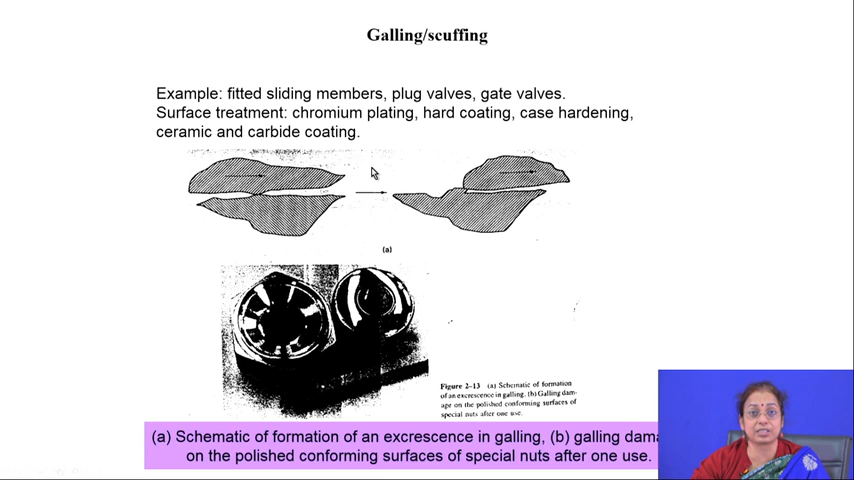 Galling/scuffing
Example: fitted sliding members, plug valves, gate valves.
Surface treatment: chromium plating, hard coating, case hardening,
ceramic and carbide coating.
(a)
Figure 2-13 (a) Schematic of formation
of an excrescence in galling. (b) Galling dam-
age on the polished conforming surfaces of
special nuts after one use.
(a) Schematic of formation of an excrescence in galling, (b) galling dama
on the polished conforming surfaces of special nuts after one use.